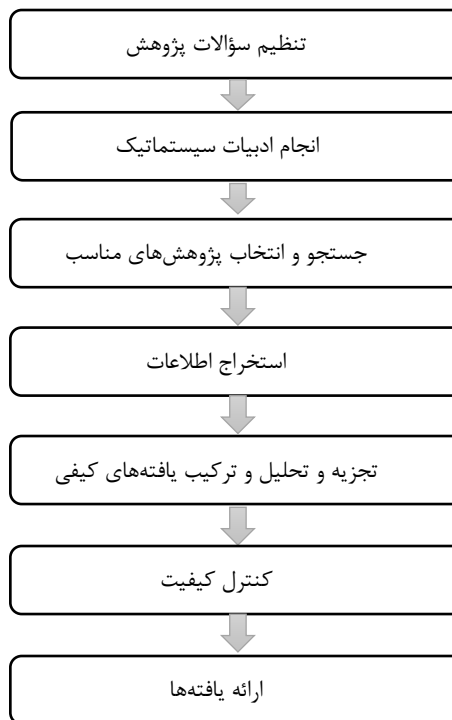 تنظیم سؤالات پژوهش
انجام ادبیات سیستماتیک
جستجو و انتخاب پژوهش‌های مناسب
استخراج اطلاعات
تجزیه و تحلیل و ترکیب یافته‌های کیفی
کنترل کیفیت
ارائه یافته‌ها